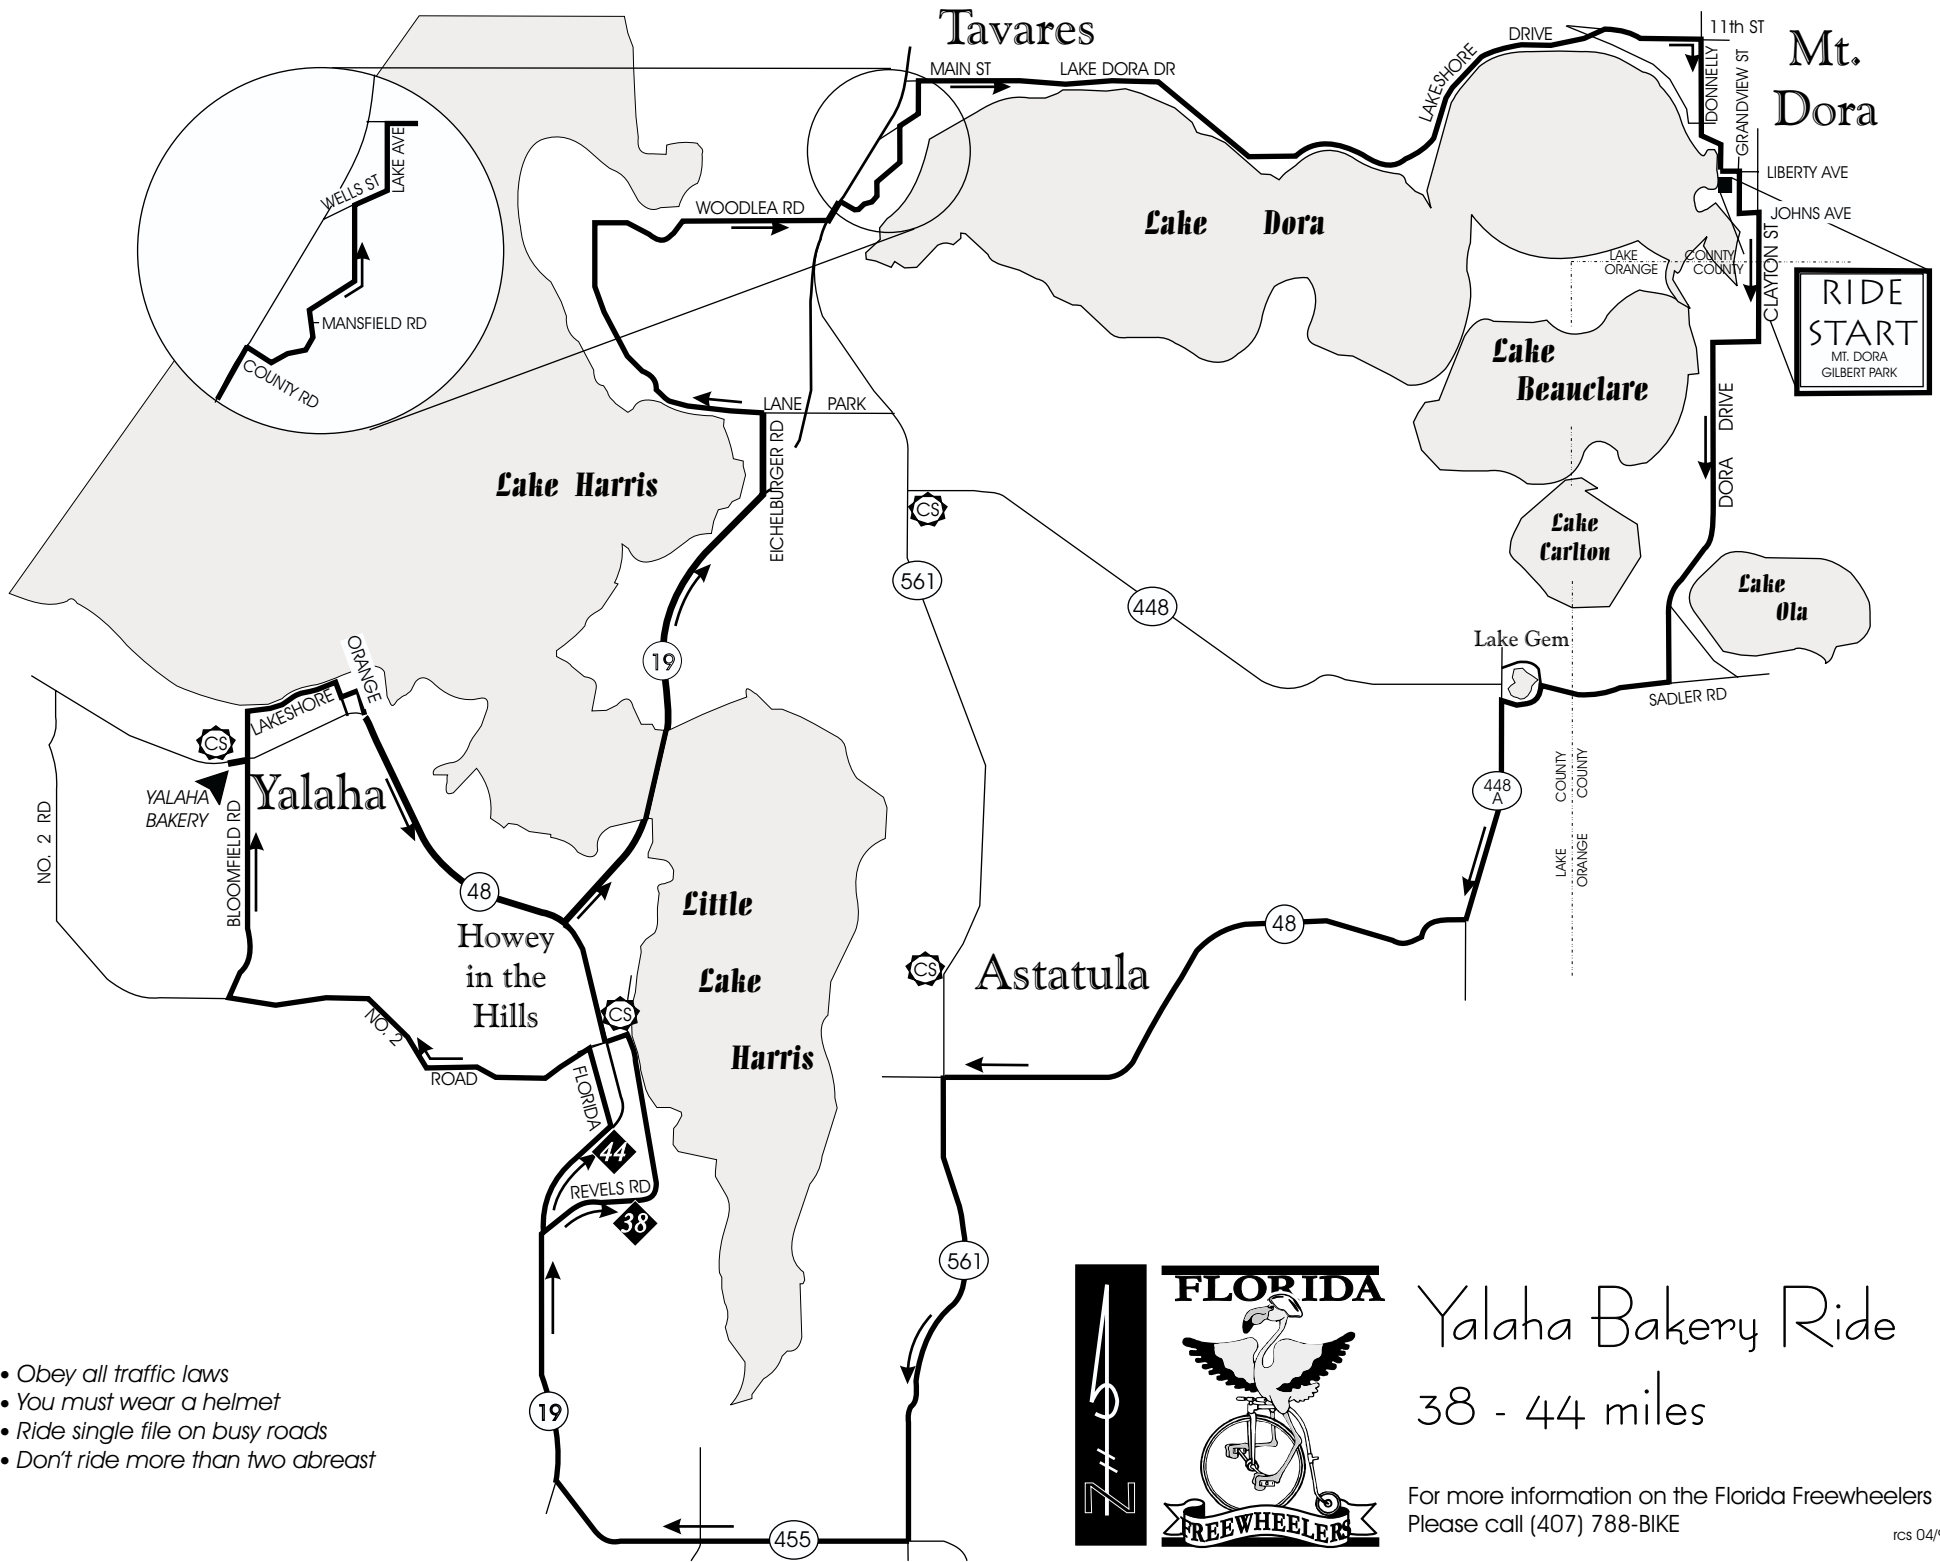 Tavares
Mt.
Dora
11th ST
DRIVE
LAKESHORE
MAIN ST
LAKE DORA DR
DONNELLY
GRANDVIEW ST
LIBERTY AVE
JOHNS AVE
CLAYTON ST
LAKE COUNTY
ORANGE COUNTY
RIDE
START
MT. DORA
GILBERT PARK
LAKE AVE
WELLS ST
MANSFIELD RD
COUNTY RD
WOODLEA RD
LANE PARK
EICHELBURGER RD
Lake Dora
Lake
Beauclare
DORA DRIVE
Lake
Carlton
Lake
Ola
Lake Harris
CS
561
448
19
Lake Gem
SADLER RD
448
A
LAKE COUNTY
ORANGE COUNTY
ORANGE
LAKESHORE
CS
Yalaha
YALAHA
BAKERY
NO. 2 RD
BLOOMFIELD RD
48
Howey
in the
Hills
CS
Little
Lake
Harris
CS
Astatula
48
NO. 2
ROAD
FLORIDA
44
REVELS RD
38
561
19
455
• Obey all traffic laws
• You must wear a helmet
• Ride single file on busy roads
• Don't ride more than two abreast
N
FLORIDA
FREEWHEELERS
Yalaha Bakery Ride
38 - 44 miles
For more information on the Florida Freewheelers
Please call (407) 788-BIKE
rcs 04/